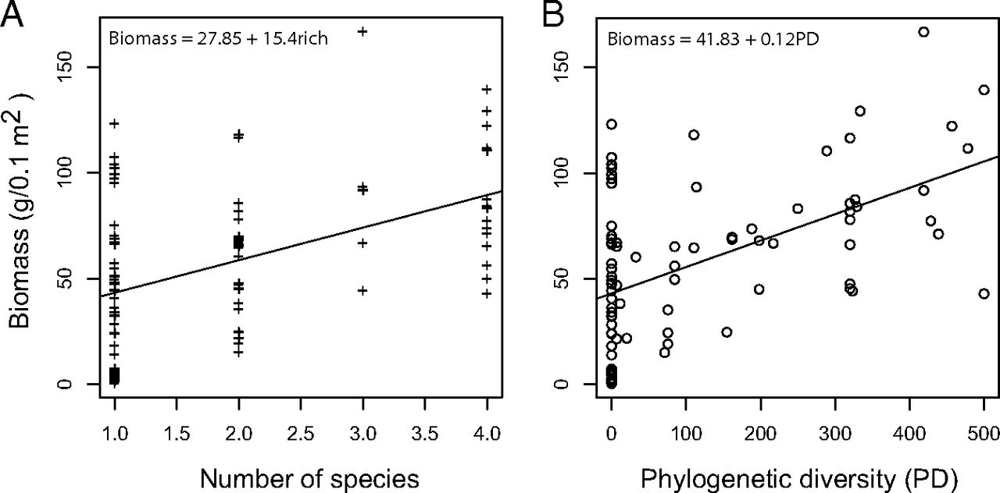 A
Biomass = 27.85 + 15.4rich
Biomass (g/0.1 m2 )
150
100
50
0
1.0 1.5 2.0 2.5 3.0 3.5 4.0
Number of species
B
Biomass = 41.83 + 0.12PD
150
100
50
0
0 100 200 300 400 500
Phylogenetic diversity (PD)